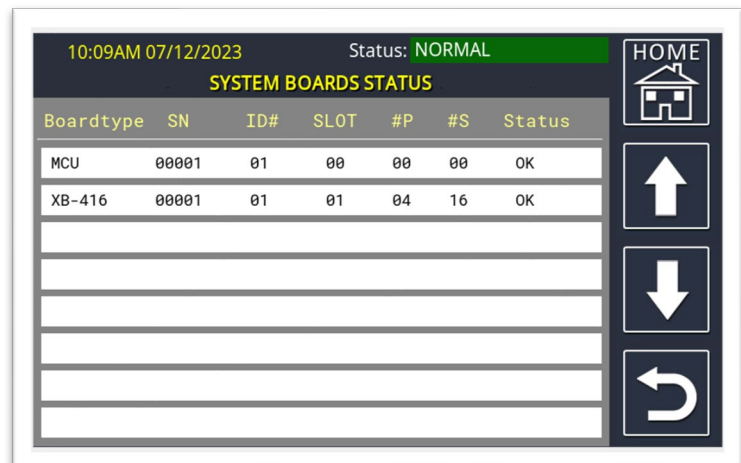 10:09AM 07/12/2023 Status: NORMAL
HOME
SYSTEM BOARDS STATUS
Boardtype SN ID# SLOT #P #S Status
MCU 00001 01 00 00 00 OK
XB-416 00001 01 01 04 16 OK